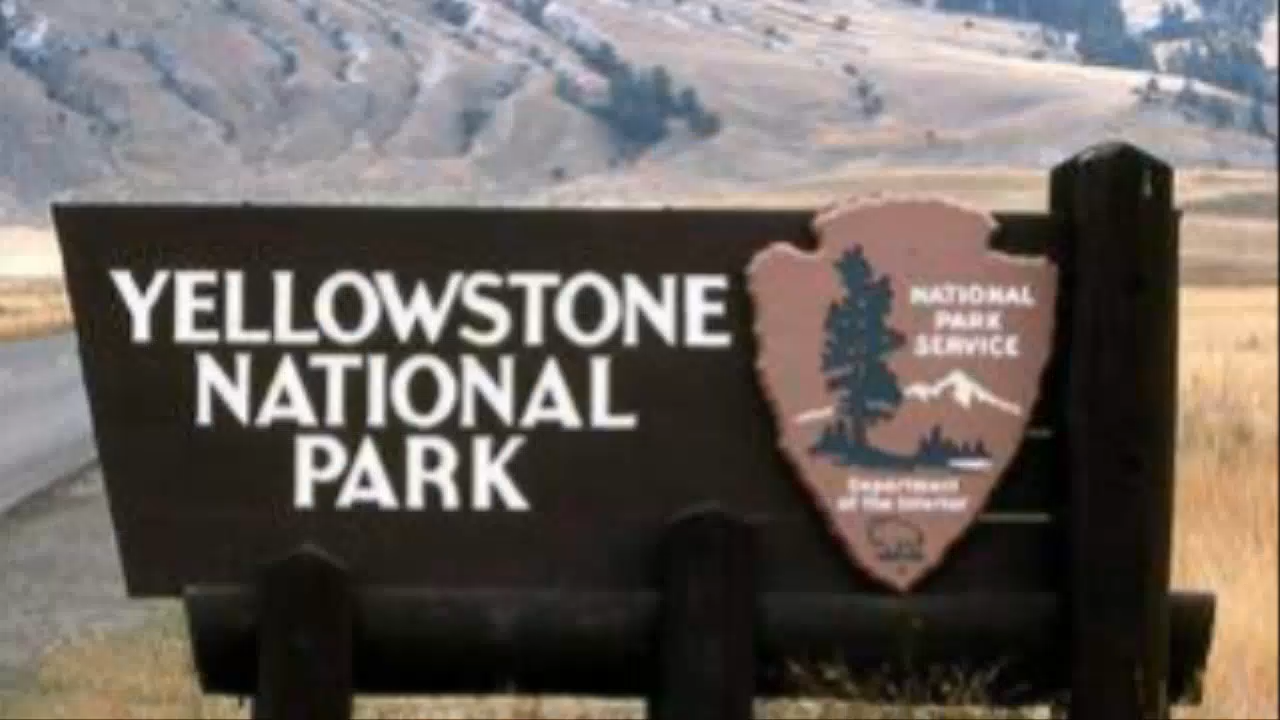 YELLOWSTONE
NATIONAL
PARK
NATIONAL
PARK
SERVICE
Department
of the Interior